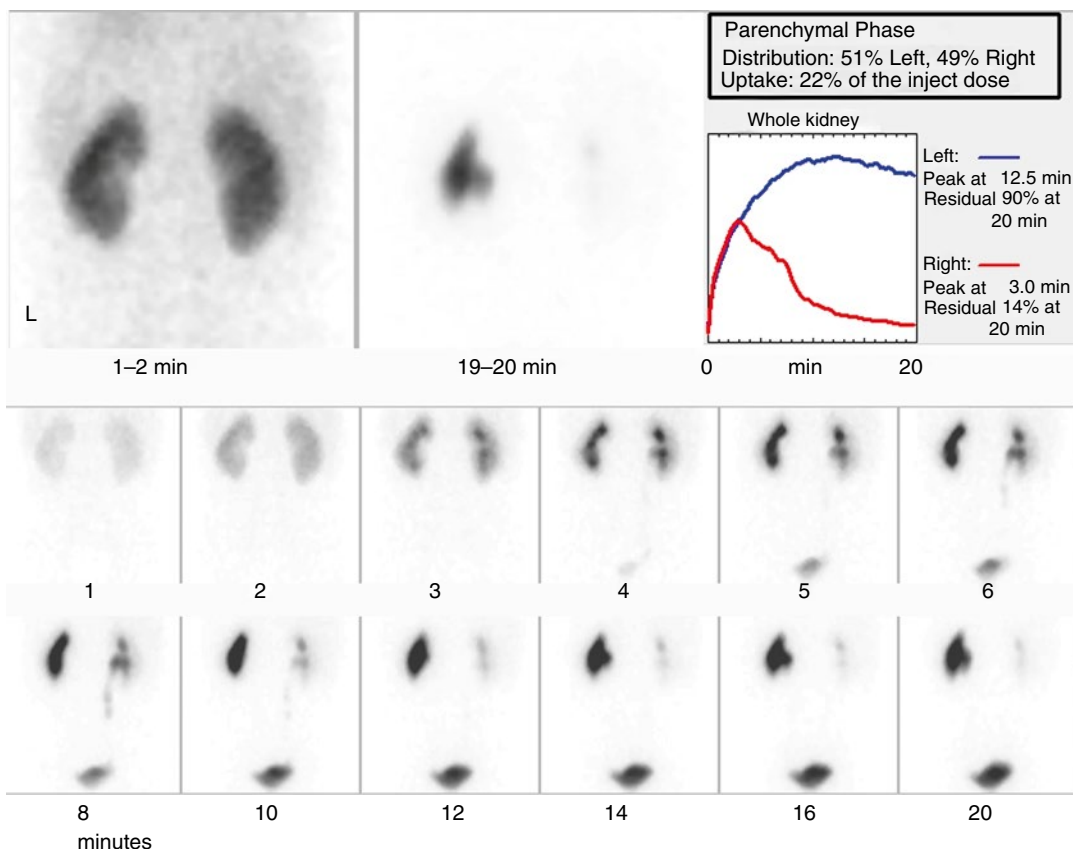 Parenchymal Phase
Distribution: 51% Left, 49% Right
Uptake: 22% of the inject dose
Whole kidney
Left:
Peak at 12.5 min
Residual 90% at
20 min
Right:
Peak at 3.0 min
Residual 14% at
20 min
L
1–2 min
19–20 min
0 min 20
1 2 3 4 5 6
8 10 12 14 16 20
minutes